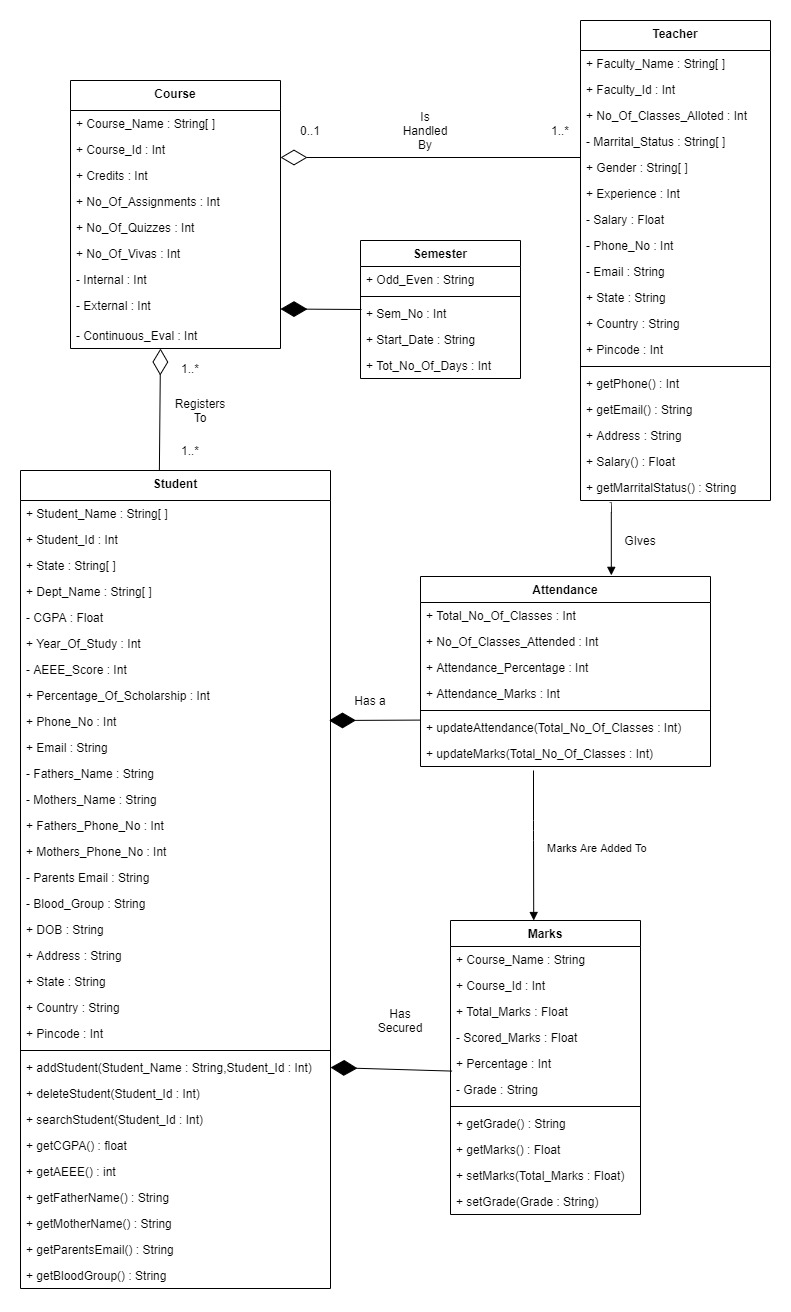 Teacher
+ Faculty_Name : String[ ]
+ Faculty_Id : Int
+ No_Of_Classes_Alloted : Int
- Marrital_Status : String[ ]
+ Gender : String[ ]
+ Experience : Int
- Salary : Float
- Phone_No : Int
- Email : String
+ State : String
+ Country : String
+ Pincode : Int
+ getPhone() : Int
+ getEmail() : String
+ Address : String
+ Salary() : Float
+ getMarritalStatus() : String
Course
+ Course_Name : String[ ]
+ Course_Id : Int
+ Credits : Int
+ No_Of_Assignments : Int
+ No_Of_Quizzes : Int
+ No_Of_Vivas : Int
- Internal : Int
- External : Int
- Continuous_Eval : Int
0..1
Is
Handled
By
1..*
Semester
+ Odd_Even : String
+ Sem_No : Int
+ Start_Date : String
+ Tot_No_Of_Days : Int
1..*
Registers
To
1..*
Student
+ Student_Name : String[ ]
+ Student_Id : Int
+ State : String[ ]
+ Dept_Name : String[ ]
- CGPA : Float
+ Year_Of_Study : Int
- AEEE_Score : Int
+ Percentage_Of_Scholarship : Int
+ Phone_No : Int
+ Email : String
- Fathers_Name : String
- Mothers_Name : String
+ Fathers_Phone_No : Int
+ Mothers_Phone_No : Int
- Parents Email : String
- Blood_Group : String
+ DOB : String
+ Address : String
+ State : String
+ Country : String
+ Pincode : Int
+ addStudent(Student_Name : String,Student_Id : Int)
+ deleteStudent(Student_Id : Int)
+ searchStudent(Student_Id : Int)
+ getCGPA() : float
+ getAEEE() : int
+ getFatherName() : String
+ getMotherName() : String
+ getParentsEmail() : String
+ getBloodGroup() : String
GIves
Attendance
+ Total_No_Of_Classes : Int
+ No_Of_Classes_Attended : Int
+ Attendance_Percentage : Int
+ Attendance_Marks : Int
+ updateAttendance(Total_No_Of_Classes : Int)
+ updateMarks(Total_No_Of_Classes : Int)
Has a
Marks Are Added To
Marks
+ Course_Name : String
+ Course_Id : Int
+ Total_Marks : Float
- Scored_Marks : Float
+ Percentage : Int
- Grade : String
+ getGrade() : String
+ getMarks() : Float
+ setMarks(Total_Marks : Float)
+ setGrade(Grade : String)
Has
Secured